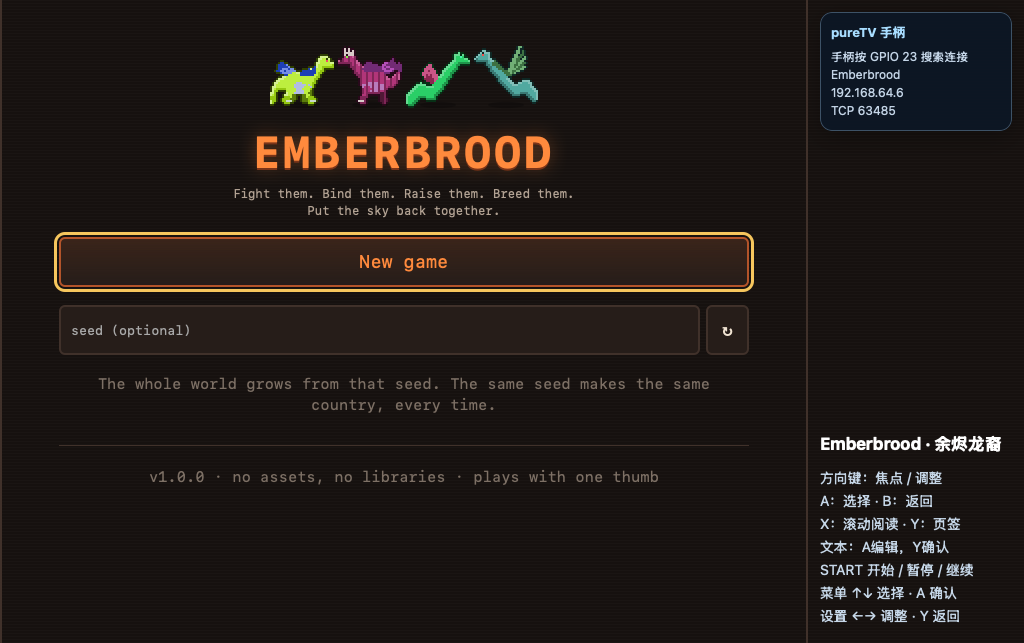 EMBERBROOD
Fight them. Bind them. Raise them. Breed them.
Put the sky back together.
New game
seed (optional)
↻
The whole world grows from that seed. The same seed makes the same
country, every time.
v1.0.0 · no assets, no libraries · plays with one thumb
pureTV 手柄
手柄按 GPIO 23 搜索连接
Emberbrood
192.168.64.6
TCP 63485
Emberbrood · 余烬龙裔
方向键：焦点 / 调整
A：选择 · B：返回
X：滚动阅读 · Y：页签
文本：A编辑，Y确认
START 开始 / 暂停 / 继续
菜单 ↑↓ 选择 · A 确认
设置 ←→ 调整 · Y 返回